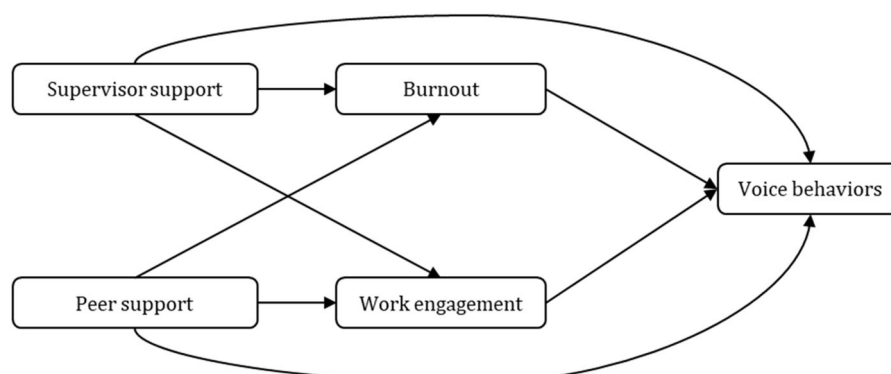 Supervisor support
Burnout
Voice behaviors
Peer support
Work engagement